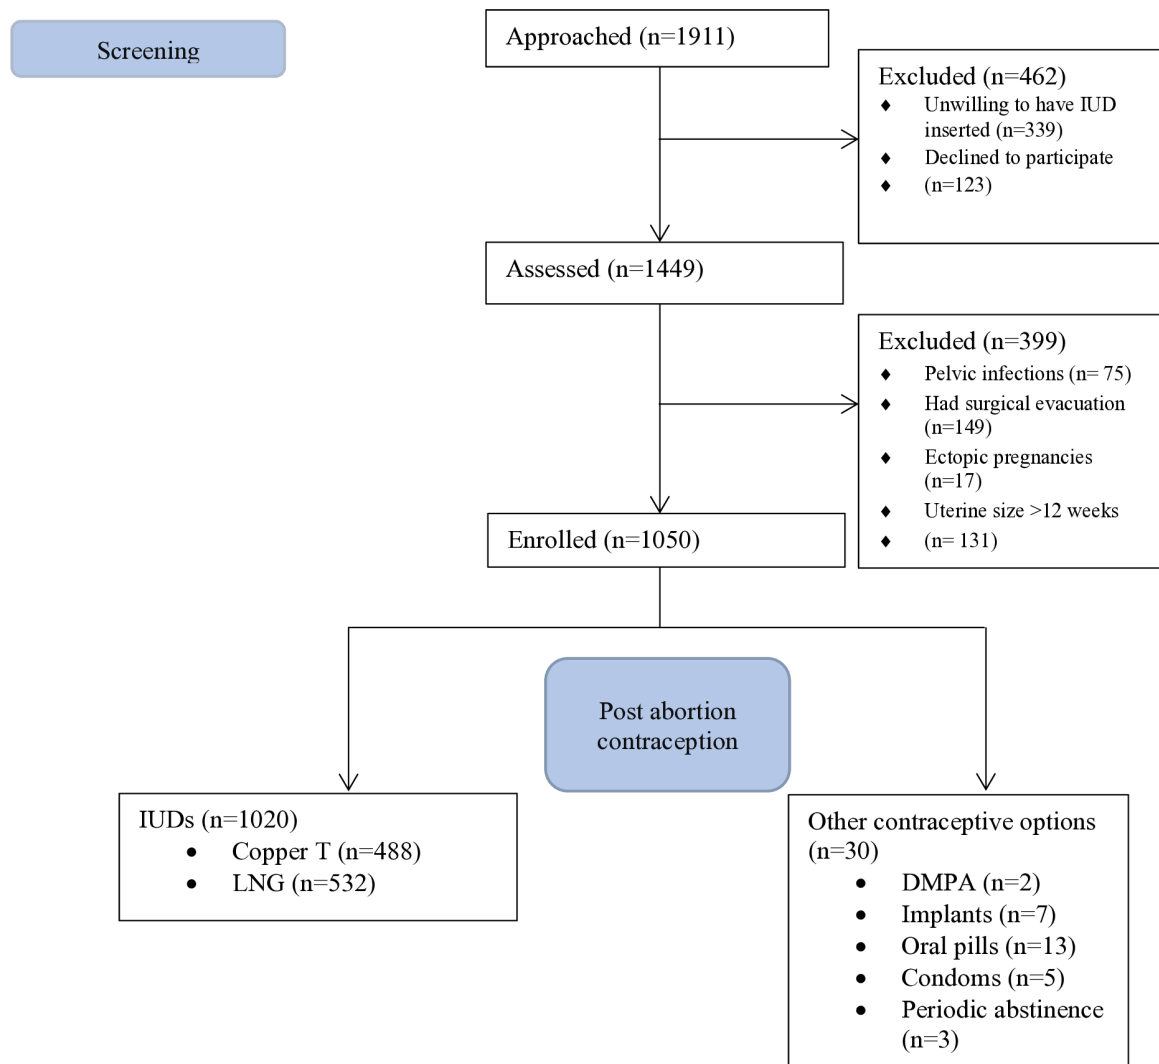 Screening
Approached (n=1911)
Excluded (n=462)
♦ Unwilling to have IUD
inserted (n=339)
♦ Declined to participate
♦ (n=123)
Assessed (n=1449)
Excluded (n=399)
♦ Pelvic infections (n= 75)
♦ Had surgical evacuation
(n=149)
♦ Ectopic pregnancies
(n=17)
♦ Uterine size >12 weeks
♦ (n= 131)
Enrolled (n=1050)
Post abortion
contraception
IUDs (n=1020)
• Copper T (n=488)
• LNG (n=532)
Other contraceptive options
(n=30)
• DMPA (n=2)
• Implants (n=7)
• Oral pills (n=13)
• Condoms (n=5)
• Periodic abstinence
(n=3)